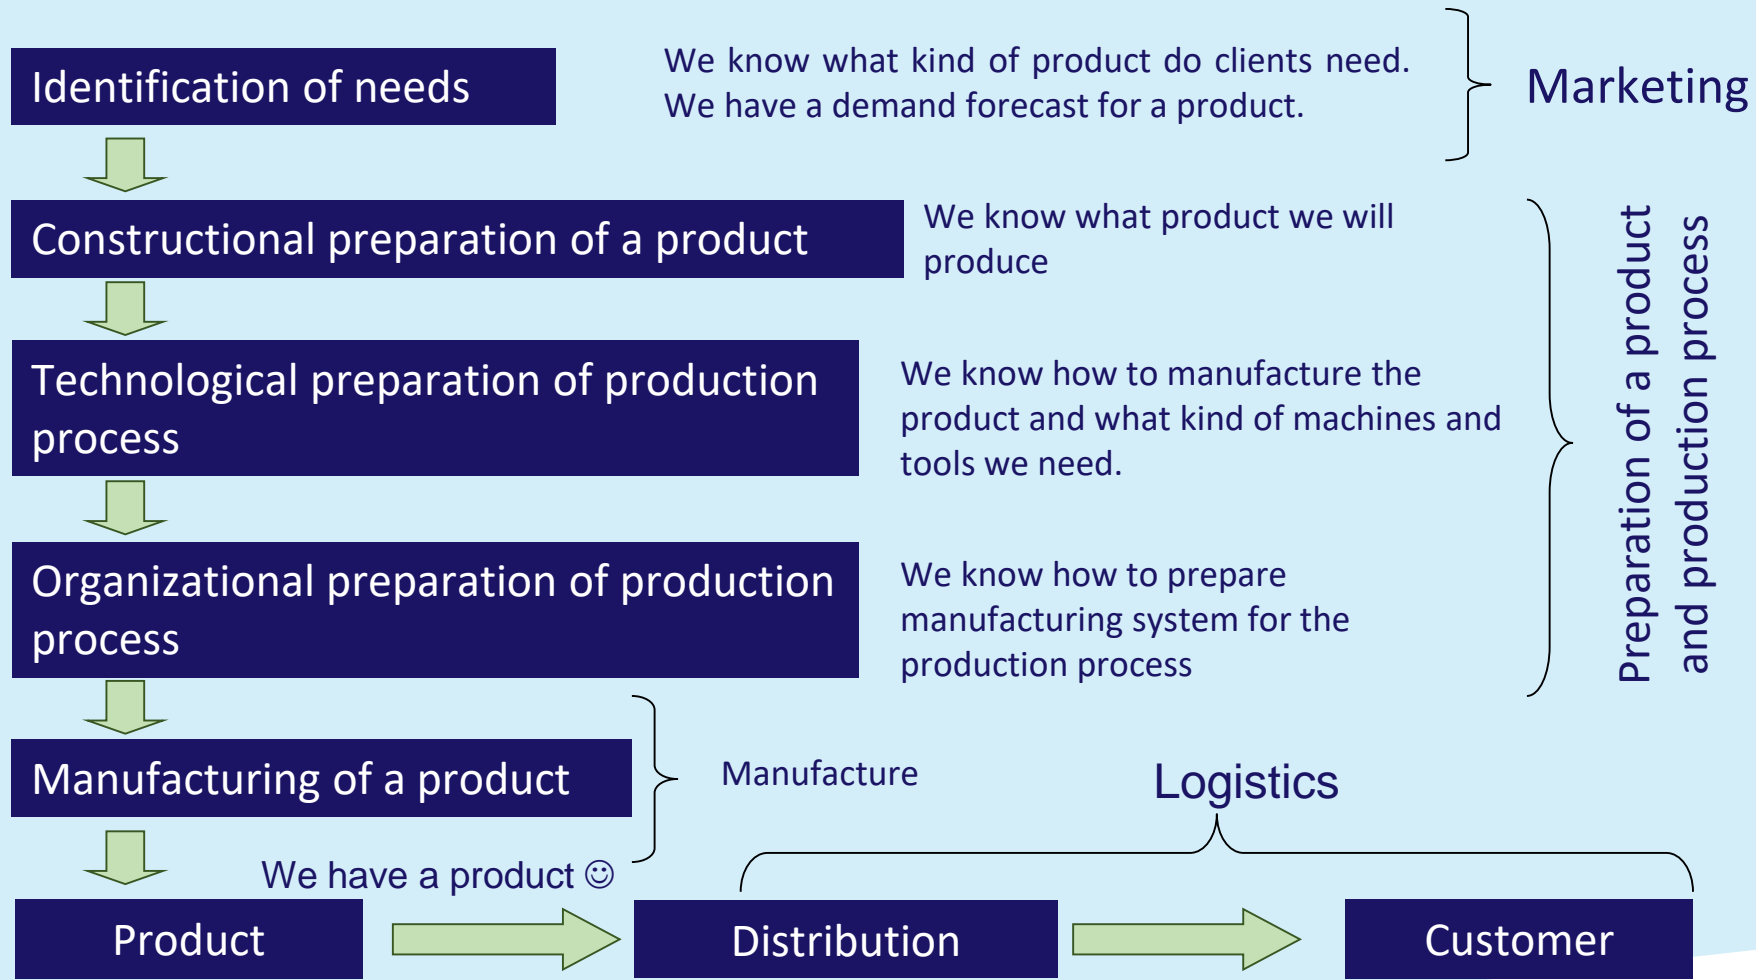 Identification of needs
We know what kind of product do clients need.
We have a demand forecast for a product.
Marketing
Constructional preparation of a product
We know what product we will
produce
Technological preparation of production
process
We know how to manufacture the
product and what kind of machines and
tools we need.
Organizational preparation of production
process
We know how to prepare
manufacturing system for the
production process
Preparation of a product
and production process
Manufacturing of a product
Manufacture
Logistics
We have a product ☺
Product
Distribution
Customer